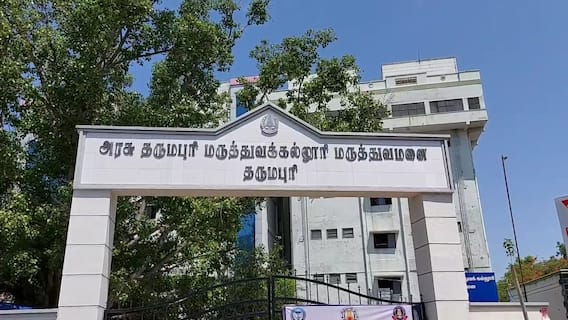 அரசு தருமபுரி மருத்துவக்கல்லூரி மருத்துவமனை
தருமபுரி